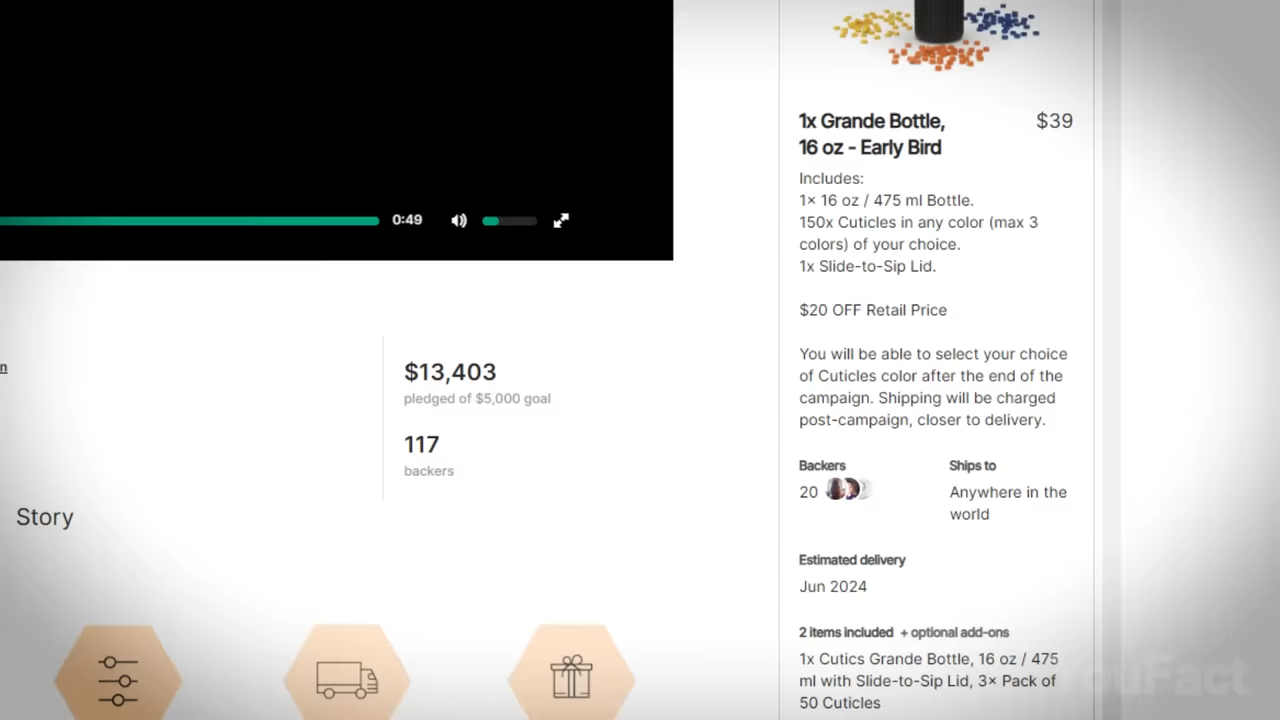 0:49
n
$13,403
pledged of $5,000 goal
117
backers
Story
1x Grande Bottle,
16 oz - Early Bird
$39
Includes:
1× 16 oz / 475 ml Bottle.
150x Cuticles in any color (max 3
colors) of your choice.
1x Slide-to-Sip Lid.
$20 OFF Retail Price
You will be able to select your choice
of Cuticles color after the end of the
campaign. Shipping will be charged
post-campaign, closer to delivery.
Backers
20
Ships to
Anywhere in the
world
Estimated delivery
Jun 2024
2 items included + optional add-ons
1x Cutics Grande Bottle, 16 oz / 475
ml with Slide-to-Sip Lid, 3× Pack of
50 Cuticles
YouFact